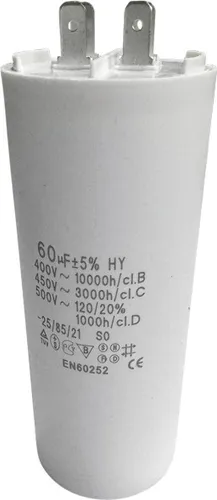 60µF±5% HY
400V~10000h/cl.B
450V~3000h/cl.C
500V~120/20%
1000h/cl.D
-25/85/21 S0
CE
EN60252